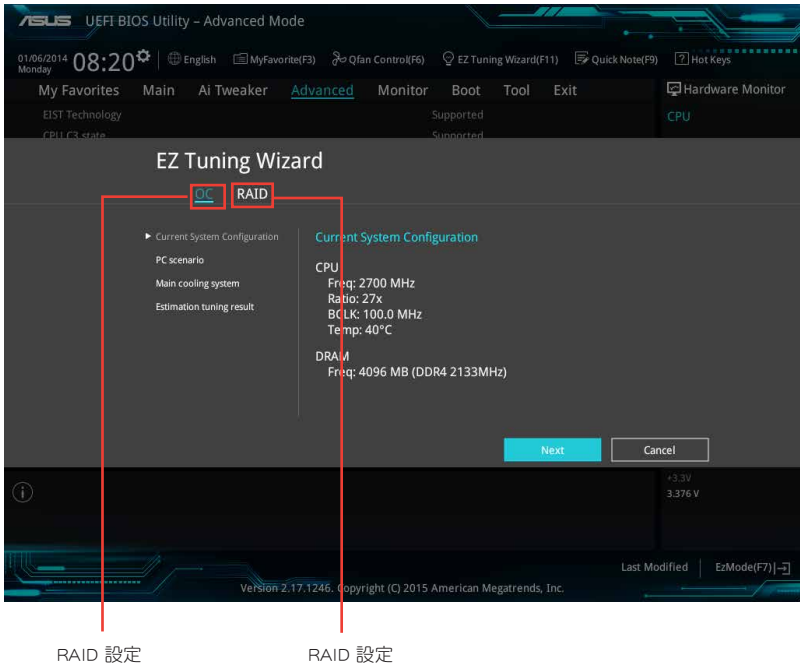 ASUS UEFI BIOS Utility – Advanced Mode
01/06/2014 Monday 08:20 English MyFavorite(F3) Qfan Control(F6) EZ Tuning Wizard(F11) Quick Note(F9) ? Hot Keys
My Favorites Main Ai Tweaker Advanced Monitor Boot Tool Exit Hardware Monitor
EIST Technology Supported CPU
CPU C3 state Supported
EZ Tuning Wizard
OC RAID
Current System Configuration
PC scenario
Main cooling system
Estimation tuning result
Current System Configuration
CPU
Freq: 2700 MHz
Ratio: 27x
BCLK: 100.0 MHz
Temp: 40°C
DRAM
Freq: 4096 MB (DDR4 2133MHz)
Next Cancel
+3.3V
3.376 V
Last Modified EzMode(F7)
Version 2.17.1246. Copyright (C) 2015 American Megatrends, Inc.
RAID 設定 RAID 設定